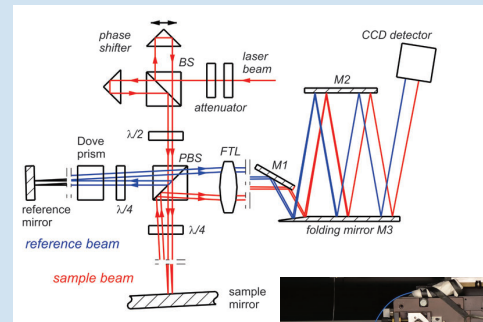 phase
shifter
BS
laser
beam
attenuator
CCD detector
M2
λ/2
Dove
prism
PBS
FTL
M1
λ/4
reference
mirror
λ/4
folding mirror M3
reference beam
sample beam
sample
mirror